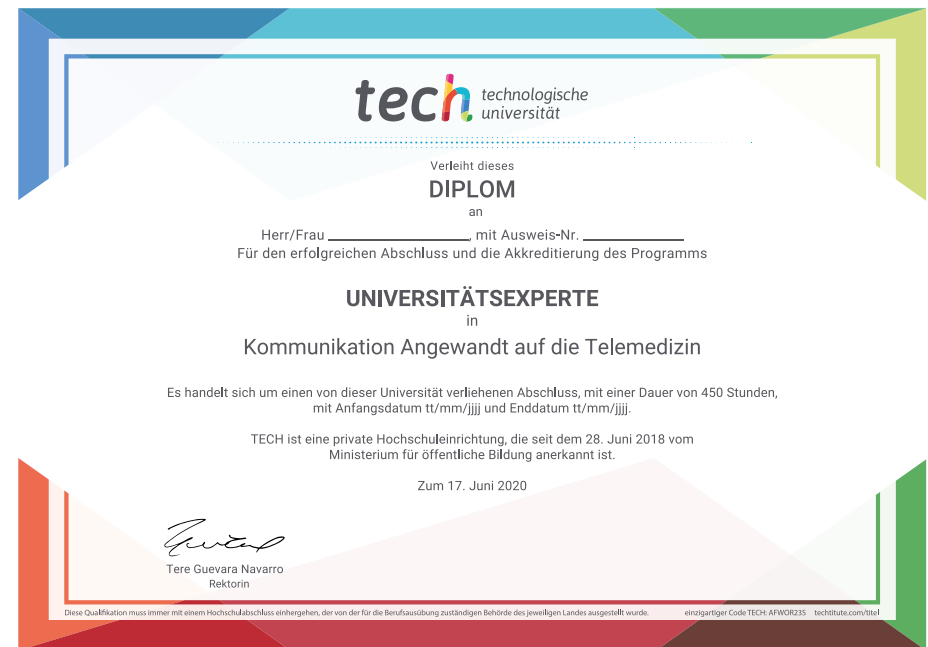 tech technologische
universität
Verleiht dieses
DIPLOM
an
Herr/Frau ____________________, mit Ausweis-Nr. ______________
Für den erfolgreichen Abschluss und die Akkreditierung des Programms
UNIVERSITÄTSEXPERTE
in
Kommunikation Angewandt auf die Telemedizin
Es handelt sich um einen von dieser Universität verliehenen Abschluss, mit einer Dauer von 450 Stunden,
mit Anfangsdatum tt/mm/jjjj und Enddatum tt/mm/jjjj.
TECH ist eine private Hochschuleinrichtung, die seit dem 28. Juni 2018 vom
Ministerium für öffentliche Bildung anerkannt ist.
Zum 17. Juni 2020
Tere Guevara Navarro
Rektorin
Diese Qualifikation muss immer mit einem Hochschulabschluss einhergehen, der von der für die Berufsausübung zuständigen Behörde des jeweiligen Landes ausgestellt wurde. einzigartiger Code TECH: AFWOR23S techtitute.com/titel